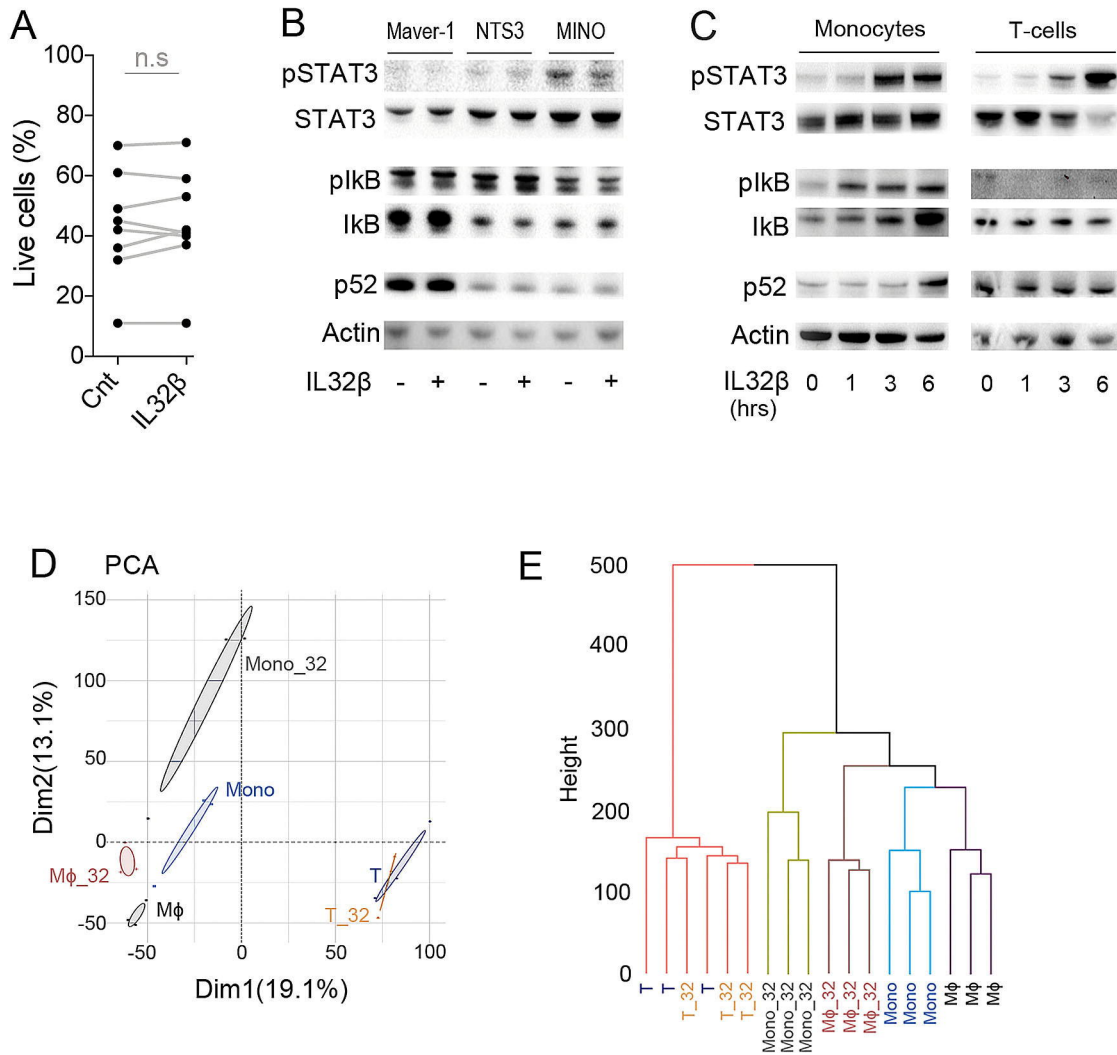 A
n.s
100
80
60
40
20
0
Live cells (%)
Cnt
IL32β
B
Maver-1 NTS3 MINO
pSTAT3
STAT3
pIkB
IkB
p52
Actin
IL32β - + - + - +
C
Monocytes T-cells
pSTAT3
STAT3
pIkB
IkB
p52
Actin
IL32β 0 1 3 6 0 1 3 6
(hrs)
D
PCA
150
100
50
0
-50
Dim2(13.1%)
Mono_32
Mono
Mϕ_32
Mϕ
T
T_32
-50 0 50 100
Dim1(19.1%)
E
500
400
300
200
100
0
Height
T
T
T_32
T
T_32
T_32
Mono_32
Mono_32
Mono_32
Mϕ_32
Mϕ_32
Mϕ_32
Mono
Mono
Mono
Mϕ
Mϕ
Mϕ